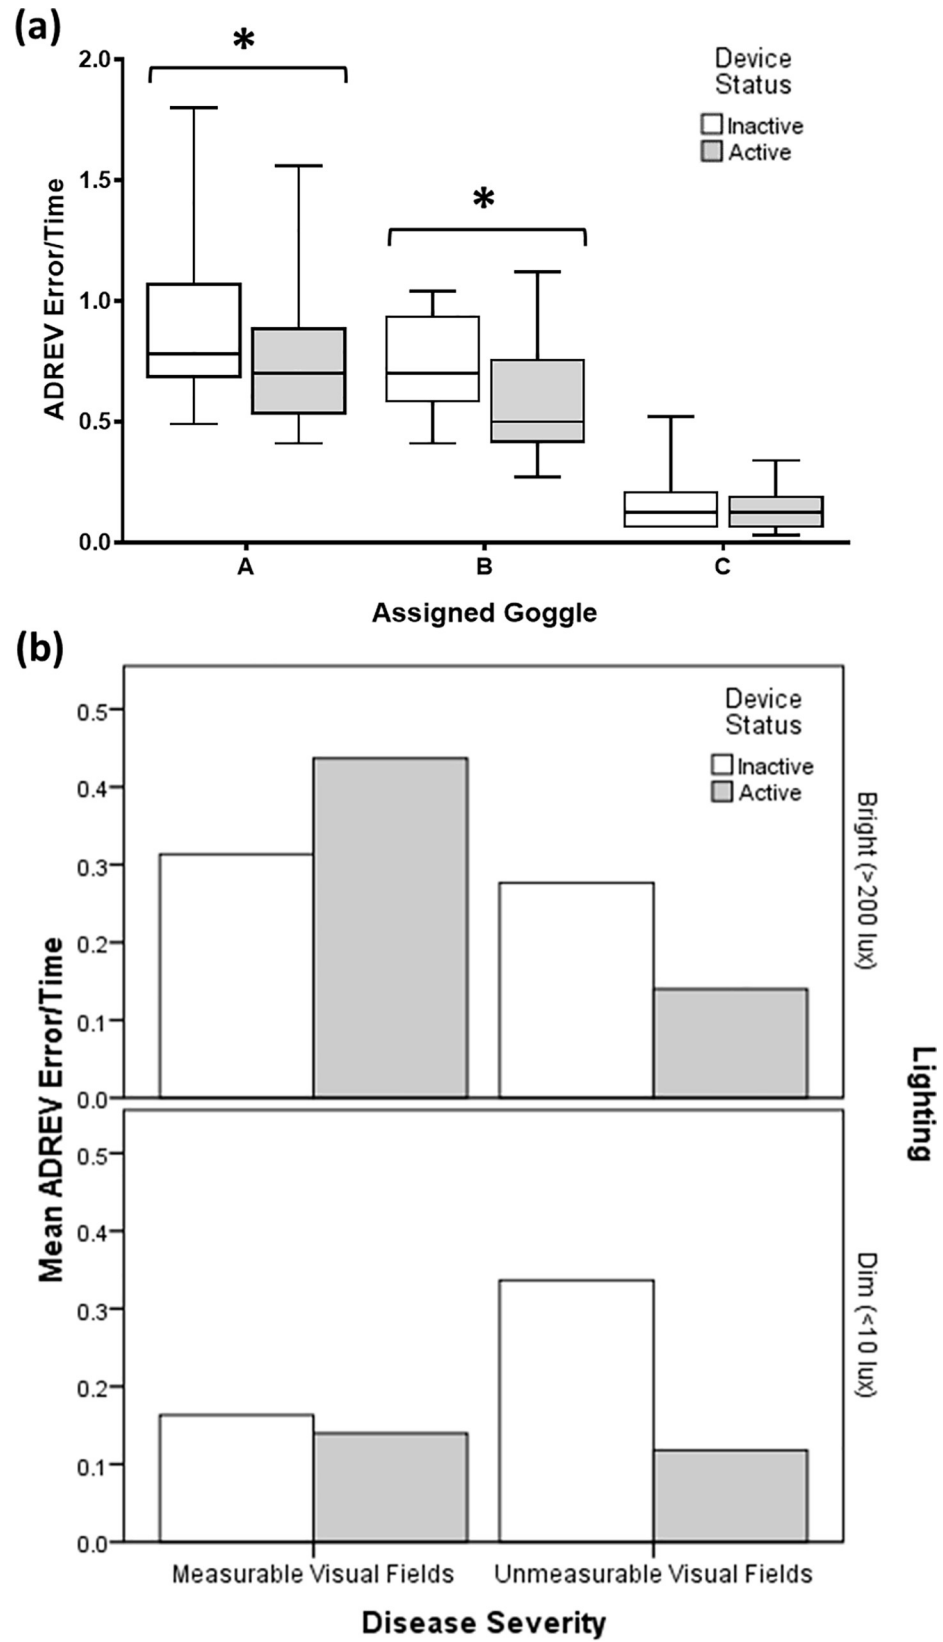 (a)
*
2.0
Device
Status
Inactive
Active
1.5
*
ADREV Error/Time
1.0
0.5
0.0
A
B
C
Assigned Goggle
(b)
Device
Status
Inactive
Active
0.5
0.4
0.3
0.2
0.1
0.0
Bright (>200 lux)
Mean ADREV Error/Time
Lighting
0.5
0.4
0.3
0.2
0.1
0.0
Dim (<10 lux)
Measurable Visual Fields
Unmeasurable Visual Fields
Disease Severity